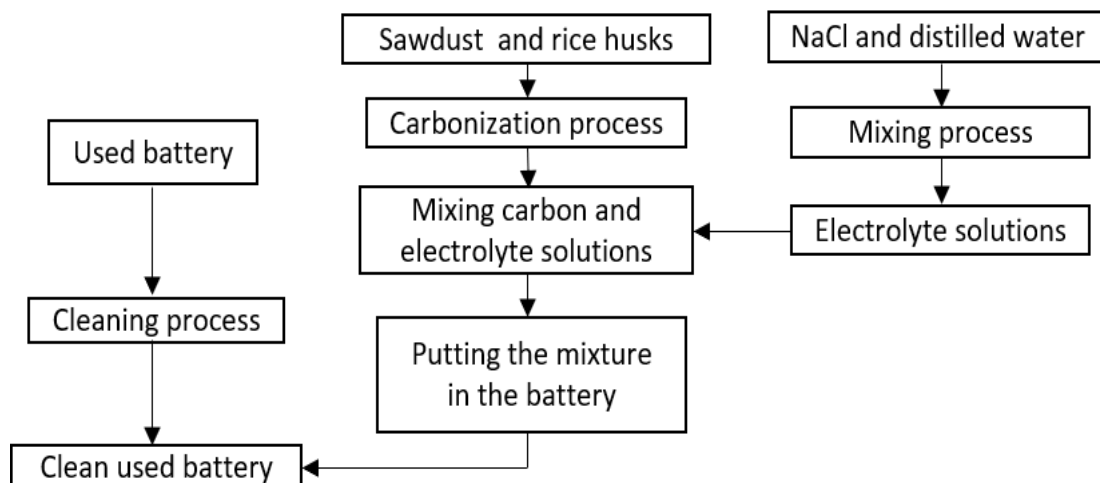 Sawdust  and rice husks
NaCl and distilled water
Carbonization process
Mixing process
Used battery
Mixing carbon and
electrolyte solutions
Electrolyte solutions
Cleaning process
Putting the mixture
in the battery
Clean used battery